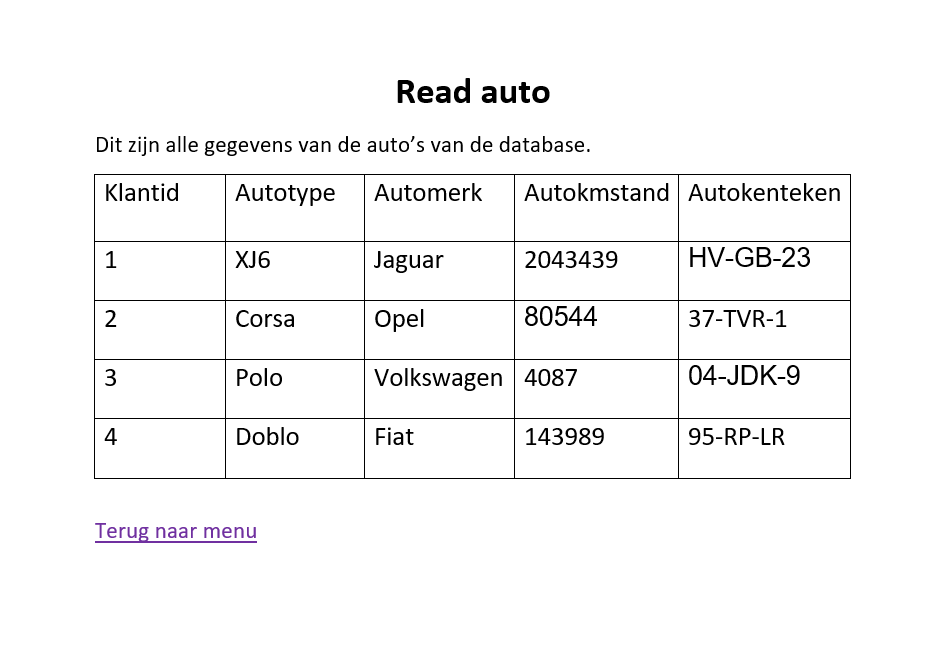 Read auto
Dit zijn alle gegevens van de auto’s van de database.
Klantid Autotype Automerk Autokmstand Autokenteken
1 XJ6 Jaguar 2043439 HV-GB-23
2 Corsa Opel 80544 37-TVR-1
3 Polo Volkswagen 4087 04-JDK-9
4 Doblo Fiat 143989 95-RP-LR
Terug naar menu